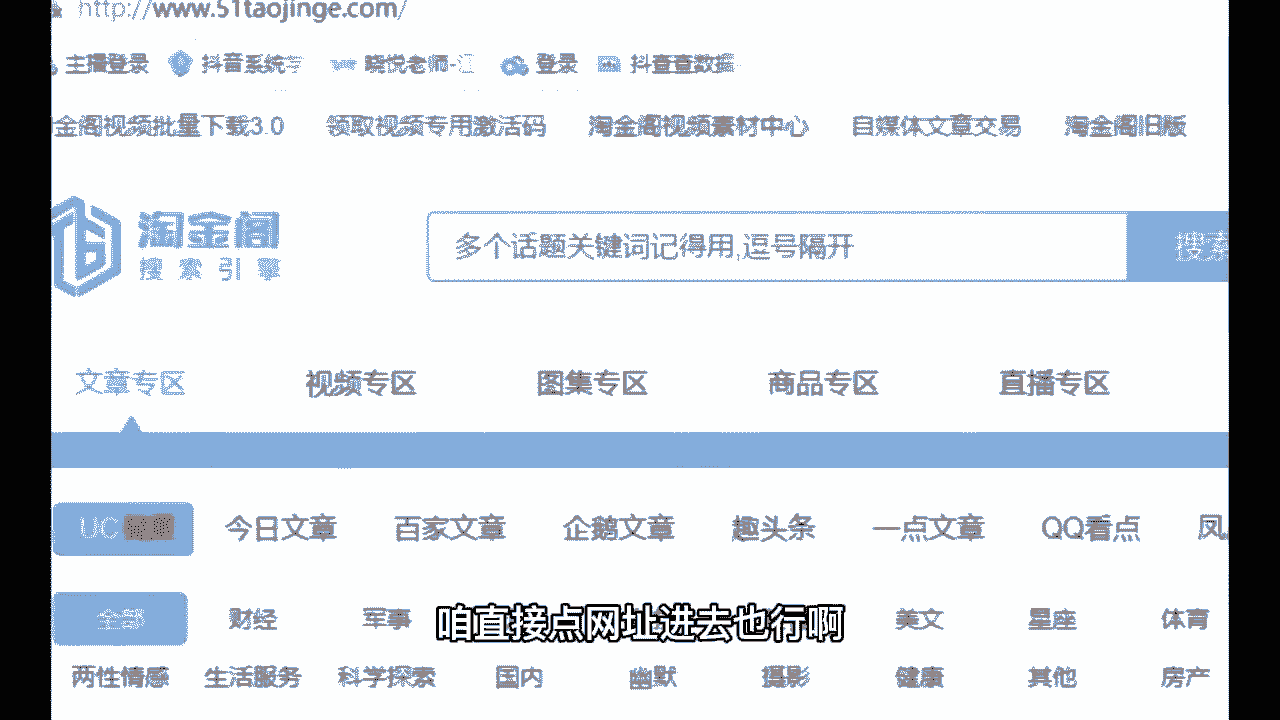 http://www.51taojinge.com/
主播登录 抖音系统学 晓悦老师- 登录 抖查查数据
金阁视频批量下载3.0 领取视频专用激活码 淘金阁视频素材中心 自媒体文章交易 淘金阁旧版
淘金阁
搜索引擎
多个话题关键词记得用,逗号隔开 搜索
文章专区 视频专区 图集专区 商品专区 直播专区
UC 今日文章 百家文章 企鹅文章 趣头条 一点文章 QQ看点
全部 财经 军事 美文 星座 体育
咱直接点网址进去也行啊
两性情感 生活服务 科学探索 国内 幽默 摄影 健康 其他 房产